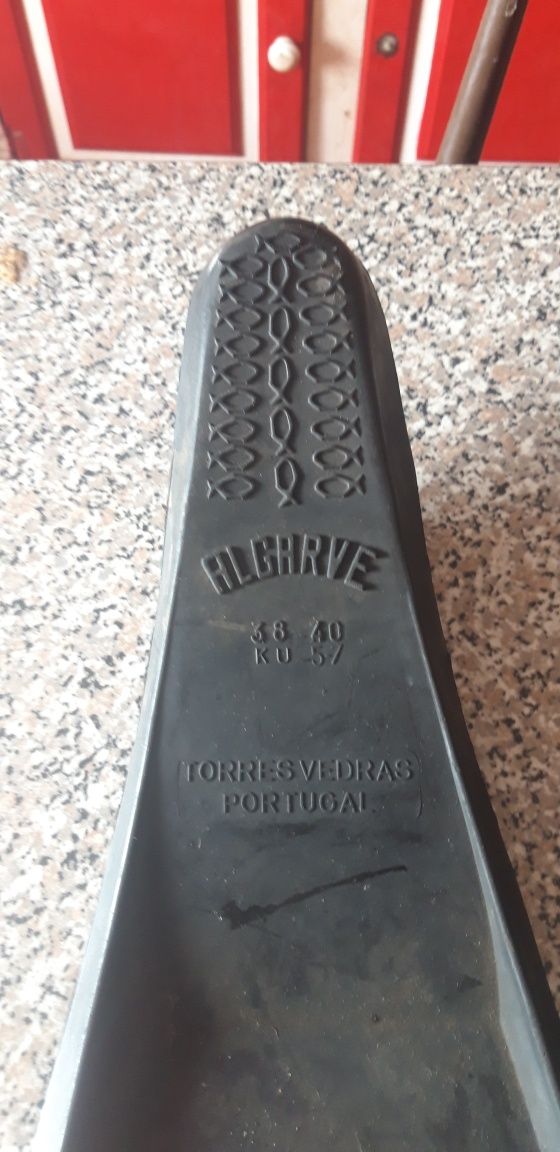 ALGARVE
38 40
KU 57
TORRES VEDRAS
PORTUGAL